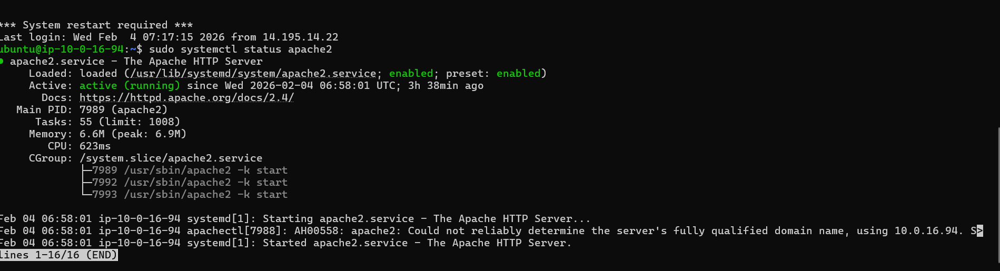 *** System restart required ***
Last login: Wed Feb  4 07:17:15 2026 from 14.195.14.22
ubuntu@ip-10-0-16-94:~$ sudo systemctl status apache2
● apache2.service - The Apache HTTP Server
     Loaded: loaded (/usr/lib/systemd/system/apache2.service; enabled; preset: enabled)
     Active: active (running) since Wed 2026-02-04 06:58:01 UTC; 3h 38min ago
       Docs: https://httpd.apache.org/docs/2.4/
   Main PID: 7989 (apache2)
      Tasks: 55 (limit: 1008)
     Memory: 6.6M (peak: 6.9M)
        CPU: 623ms
     CGroup: /system.slice/apache2.service
             ├─7989 /usr/sbin/apache2 -k start
             ├─7992 /usr/sbin/apache2 -k start
             └─7993 /usr/sbin/apache2 -k start

Feb 04 06:58:01 ip-10-0-16-94 systemd[1]: Starting apache2.service - The Apache HTTP Server...
Feb 04 06:58:01 ip-10-0-16-94 apachectl[7988]: AH00558: apache2: Could not reliably determine the server's fully qualified domain name, using 10.0.16.94. S>
Feb 04 06:58:01 ip-10-0-16-94 systemd[1]: Started apache2.service - The Apache HTTP Server.
lines 1-16/16 (END)